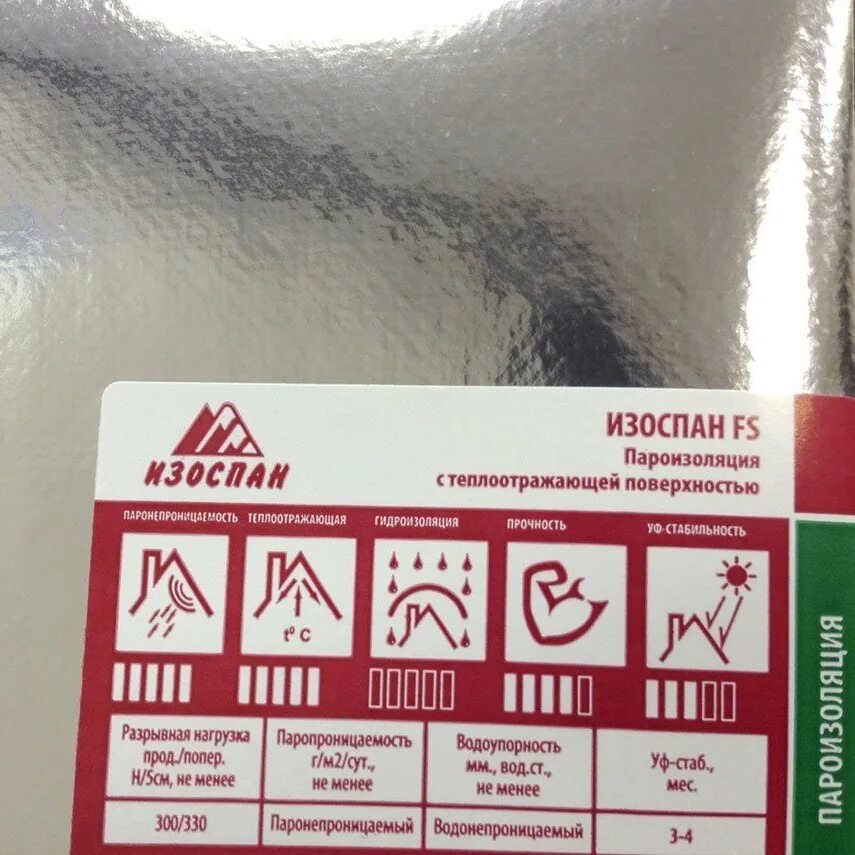 ИЗОСПАН
ИЗОСПАН FS
Пароизоляция
с теплоотражающей поверхностью
ПАРОНЕПРОНИЦАЕМОСТЬ
ТЕПЛООТРАЖАЮЩАЯ
ГИДРОИЗОЛЯЦИЯ
ПРОЧНОСТЬ
УФ-СТАБИЛЬНОСТЬ
t⁰ C
Разрывная нагрузка
прод./попер.
Н/5см, не менее
Паропроницаемость
г/м2/сут.,
не менее
Водоупорность
мм., вод.ст.,
не менее
Уф-стаб.,
мес.
300/330
Паронепроницаемый
Водонепроницаемый
3-4
ПАРОИЗОЛЯЦИЯ